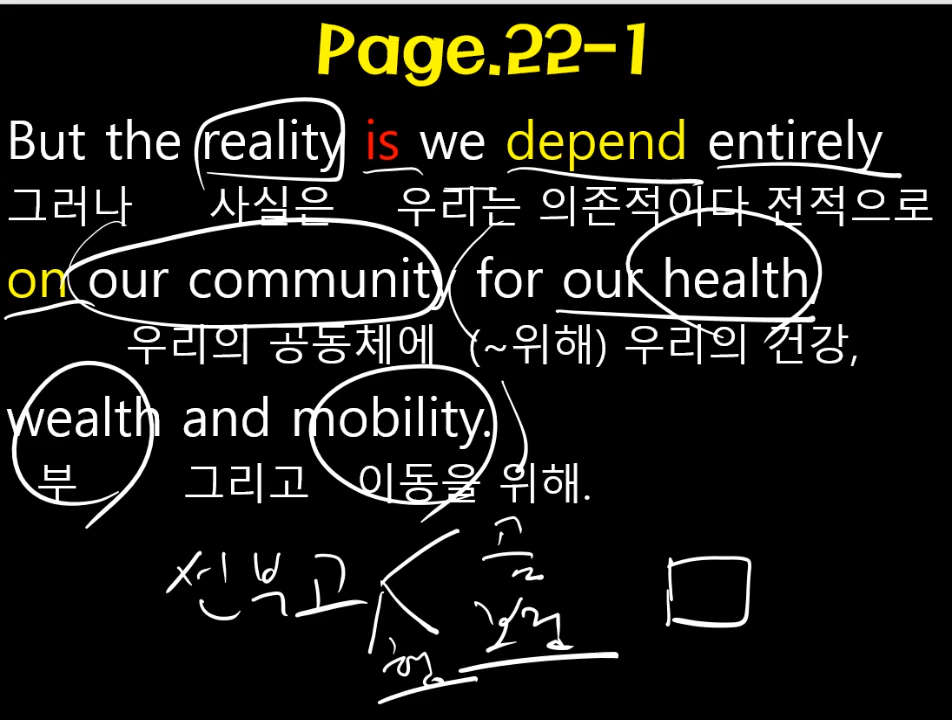 Page.22-1
But the reality is we depend entirely
그러나 사실은 우리는 의존적이다 전적으로
on our community for our health,
우리의 공동체에 (~위해) 우리의 건강,
wealth and mobility.
부 그리고 이동을 위해.